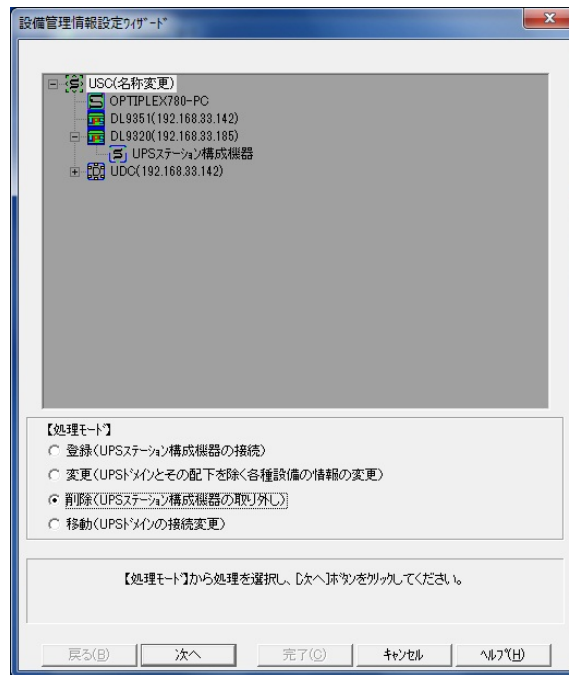 設備管理情報設定ウィザード
USC(名称変更)
OPTIPLEX780-PC
DL9351(192.168.33.142)
DL9320(192.168.33.185)
UPSステーション構成機器
UDC(192.168.33.142)
【処理モード】
登録(UPSステーション構成機器の接続)
変更(UPSドメインとその配下を除く各種設備の情報の変更)
削除(UPSステーション構成機器の取り外し)
移動(UPSドメインの接続変更)
【処理モード】から処理を選択し、[次へ]ボタンをクリックしてください。
戻る(B) 次へ 完了(C) キャンセル ヘルプ(H)